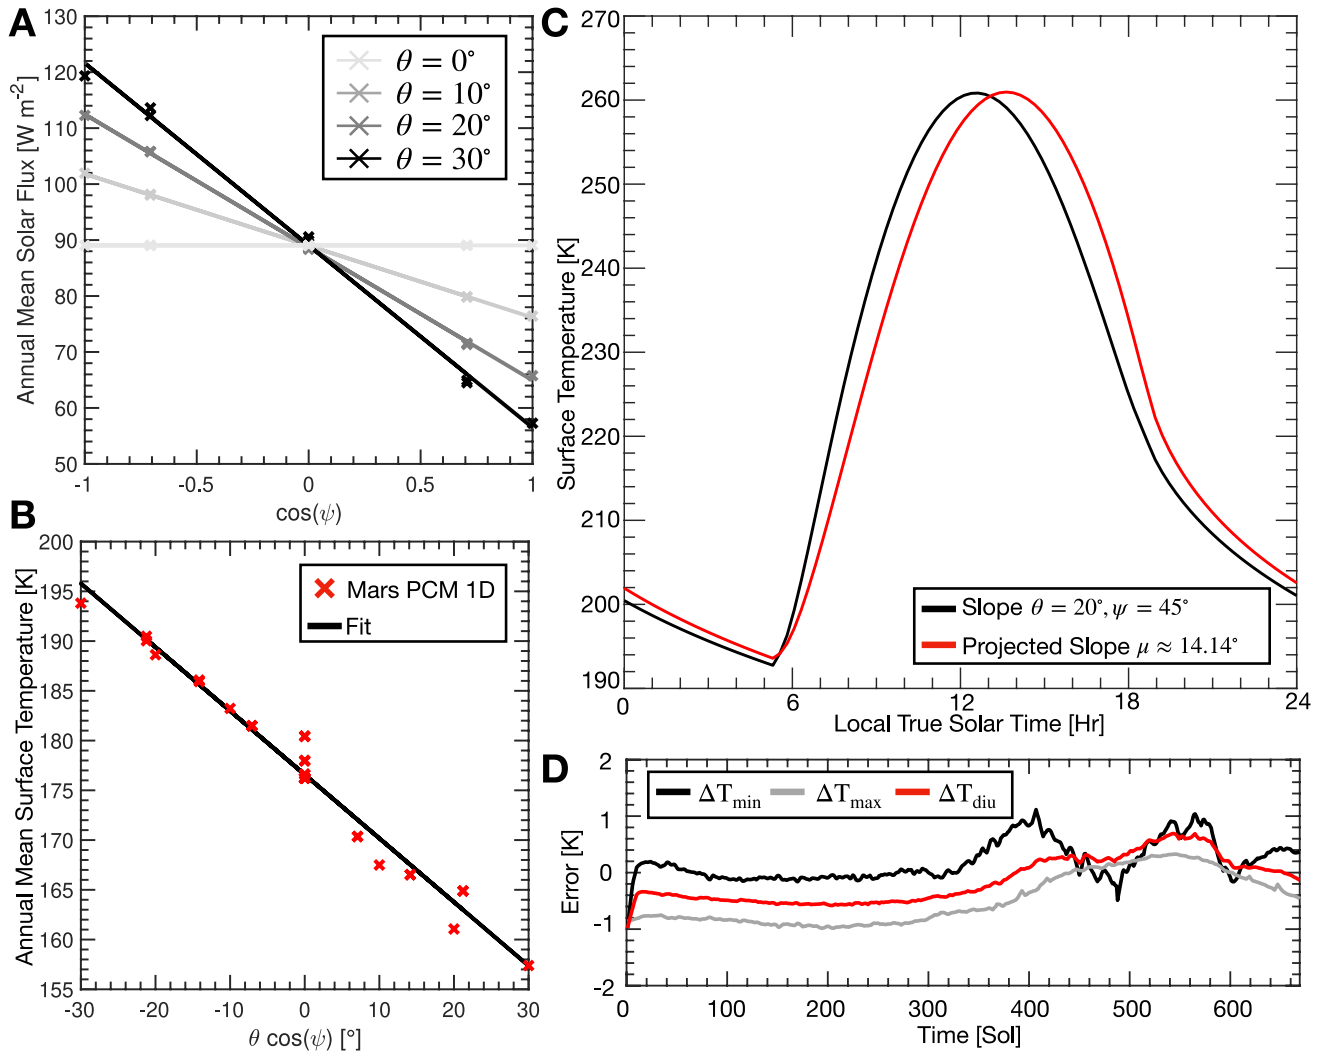 A
130
120
110
100
90
80
70
60
50
Annual Mean Solar Flux [W m-2]
-1
-0.5
0
0.5
1
cos(ψ)
θ = 0°
θ = 10°
θ = 20°
θ = 30°
B
200
195
190
185
180
175
170
165
160
155
Annual Mean Surface Temperature [K]
-30
-20
-10
0
10
20
30
θ cos(ψ) [°]
Mars PCM 1D
Fit
C
270
260
250
240
230
220
210
200
190
Surface Temperature [K]
0
6
12
18
24
Local True Solar Time [Hr]
Slope θ = 20°, ψ = 45°
Projected Slope μ ≈ 14.14°
D
2
1
0
-1
-2
Error [K]
0
100
200
300
400
500
600
Time [Sol]
ΔTmin ΔTmax ΔTdiu